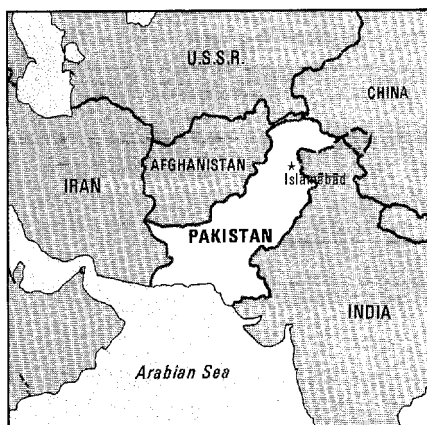 U.S.S.R.
CHINA
AFGHANISTAN
IRAN
Islamabad
PAKISTAN
INDIA
Arabian Sea